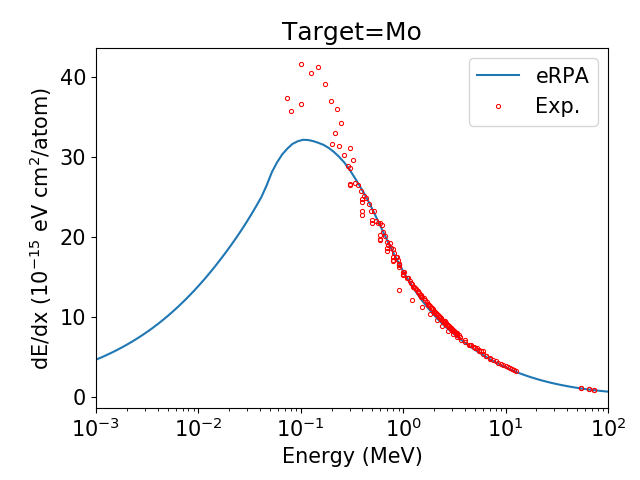 Target=Mo
eRPA
Exp.
dE/dx (10⁻¹⁵ eV cm²/atom)
40
30
20
10
0
10⁻³ 10⁻² 10⁻¹ 10⁰ 10¹ 10²
Energy (MeV)